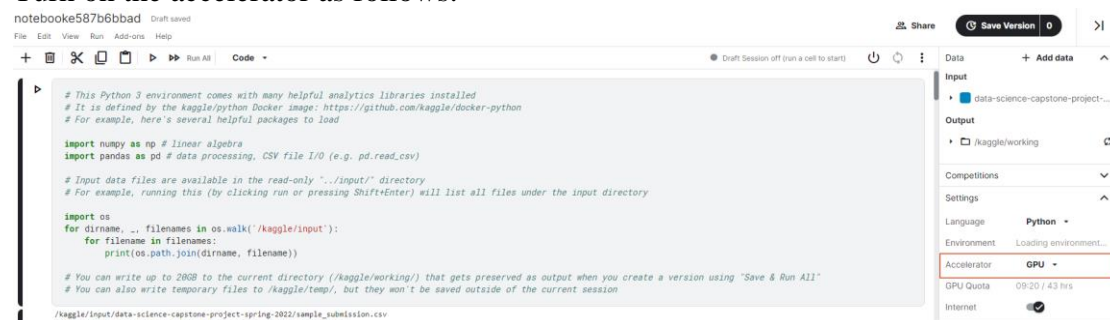 Turn on the accelerator as follows.
notebooke587b6bbad Draft saved
Share
Save Version 0
File Edit View Run Add-ons Help
Run All Code
Draft Session off (run a cell to start)
Data + Add data
Input
data-science-capstone-project-...
Output
/kaggle/working
Competitions
Settings
Language Python
Environment Loading environment...
Accelerator GPU
GPU Quota 09:20 / 43 hrs
Internet
# This Python 3 environment comes with many helpful analytics libraries installed
# It is defined by the kaggle/python Docker image: https://github.com/kaggle/docker-python
# For example, here's several helpful packages to load
import numpy as np # linear algebra
import pandas as pd # data processing, CSV file I/O (e.g. pd.read_csv)
# Input data files are available in the read-only "../input/" directory
# For example, running this (by clicking run or pressing Shift+Enter) will list all files under the input directory
import os
for dirname, _, filenames in os.walk('/kaggle/input'):
for filename in filenames:
print(os.path.join(dirname, filename))
# You can write up to 20GB to the current directory (/kaggle/working/) that gets preserved as output when you create a version using "Save & Run All"
# You can also write temporary files to /kaggle/temp/, but they won't be saved outside of the current session
/kaggle/input/data-science-capstone-project-spring-2022/sample_submission.csv